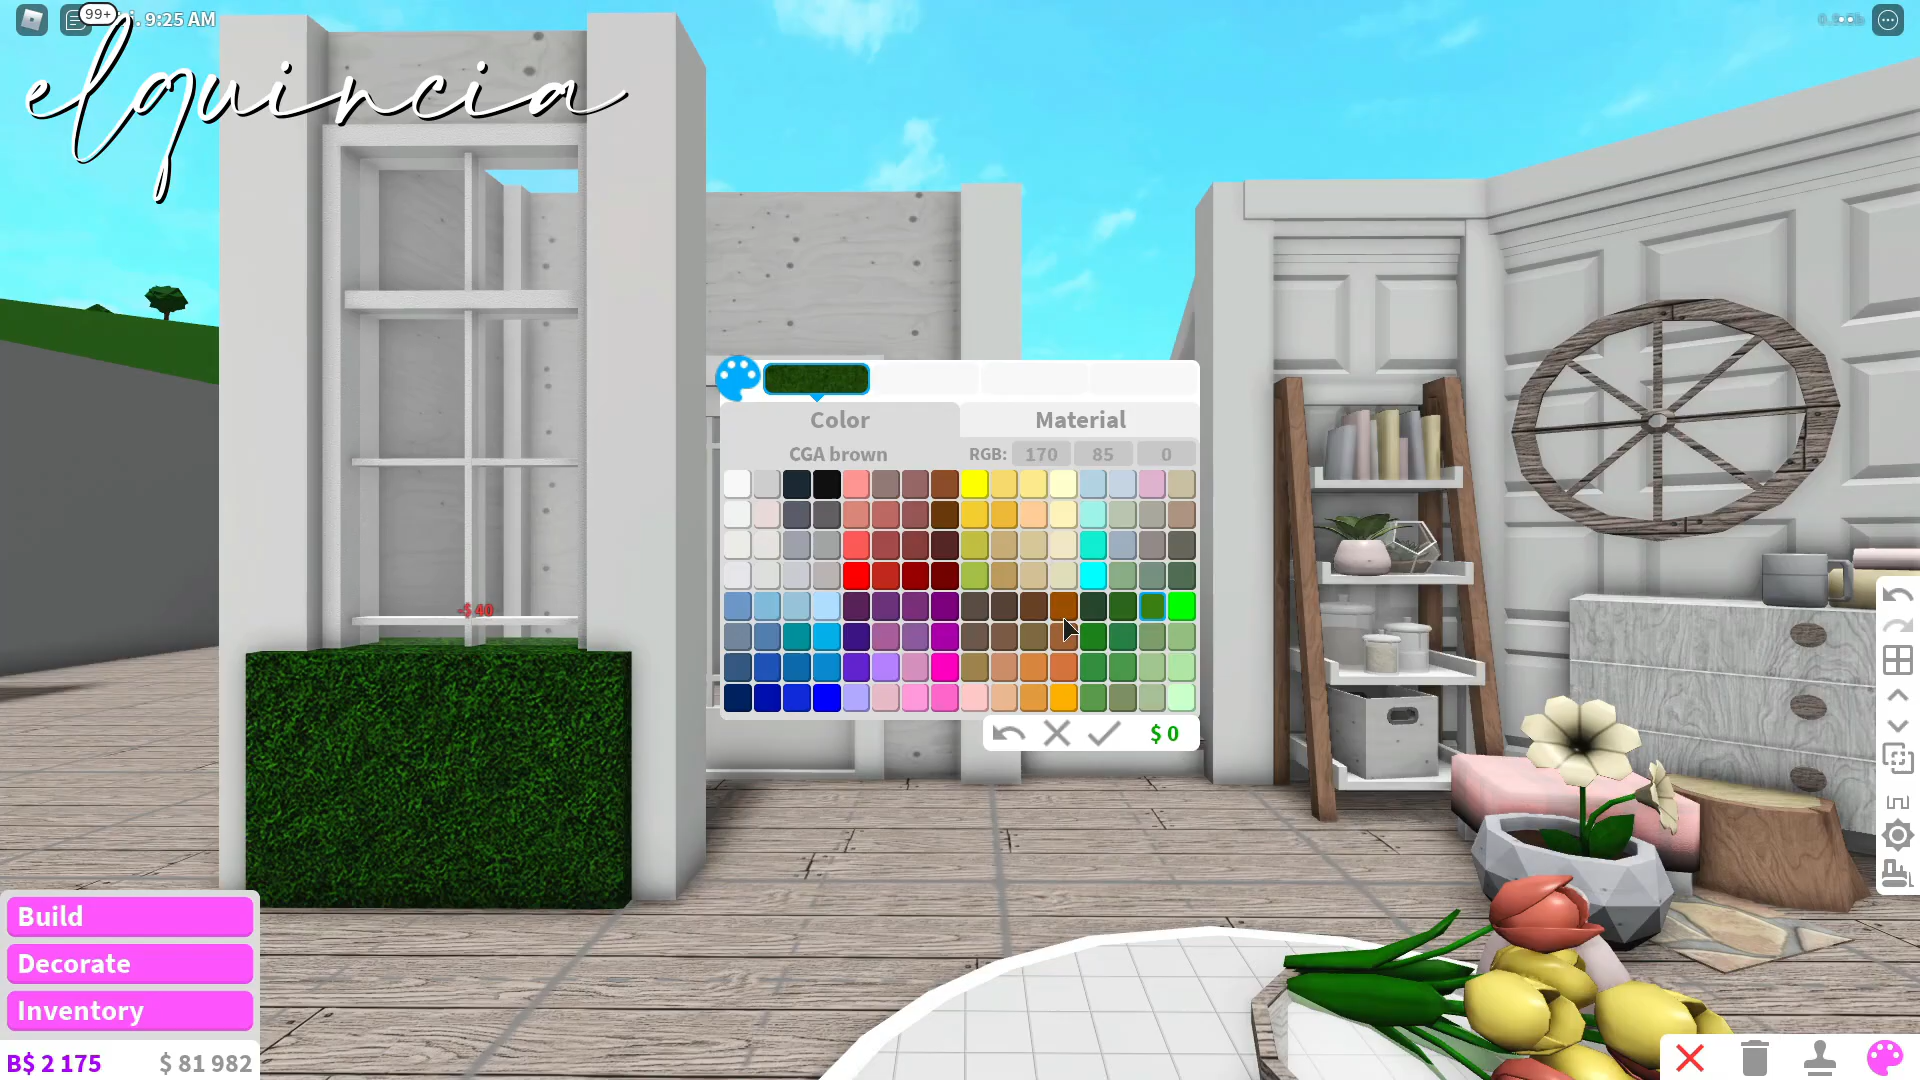 99+
9:25 AM
elquincia
Color
Material
CGA brown
RGB: 170 85 0
-$ 40
$ 0
Build
Decorate
Inventory
B$ 2 175
$ 81 982